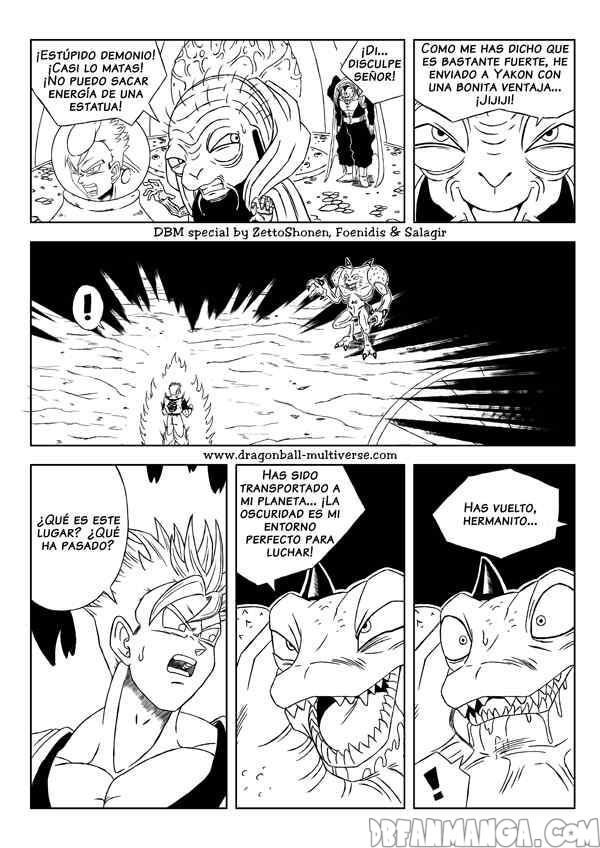 ¡ESTÚPIDO DEMONIO!
¡CASI LO MATAS!
¡NO PUEDO SACAR
ENERGÍA DE UNA
ESTATUA!
¡DI...
DISCULPE
SEÑOR!
COMO ME HAS DICHO QUE
ES BASTANTE FUERTE, HE
ENVIADO A YAKON CON
UNA BONITA VENTAJA...
¡JIJIJI!
DBM special by ZettoShonen, Foenidis & Salagir
!
www.dragonball-multiverse.com
¿QUÉ ES ESTE
LUGAR? ¿QUÉ
HA PASADO?
HAS SIDO
TRANSPORTADO A
MI PLANETA... ¡LA
OSCURIDAD ES MI
ENTORNO
PERFECTO PARA
LUCHAR!
HAS VUELTO,
HERMANITO...
!
DBFANMANGA.COM